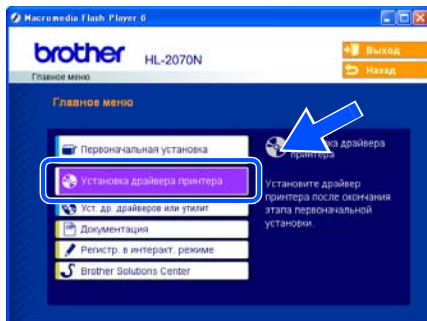 Macromedia Flash Player 6
brother HL-2070N
Выход
Назад
Главное меню
Главное меню
Первоначальная установка
Установка драйвера принтера
Уст. др. драйверов или утилит
Документация
Регистр. в интеракт. режиме
Brother Solutions Center
драйвера
принтера
Установите драйвер
принтера после окончания
этапа первоначальной
установки.